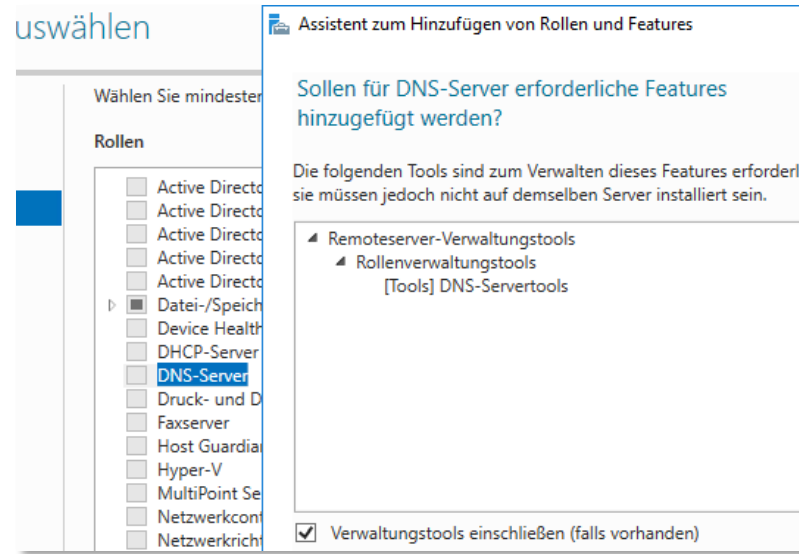 uswählen
Wählen Sie mindester
Rollen
Active Directo
Active Directo
Active Directo
Active Directo
Active Directo
Datei-/Speich
Device Health
DHCP-Server
DNS-Server
Druck- und D
Faxserver
Host Guardiar
Hyper-V
MultiPoint Se
Netzwerkcont
Netzwerkricht
Assistent zum Hinzufügen von Rollen und Features
Sollen für DNS-Server erforderliche Features
hinzugefügt werden?
Die folgenden Tools sind zum Verwalten dieses Features erforderl
sie müssen jedoch nicht auf demselben Server installiert sein.
Remoteserver-Verwaltungstools
Rollenverwaltungstools
[Tools] DNS-Servertools
Verwaltungstools einschließen (falls vorhanden)